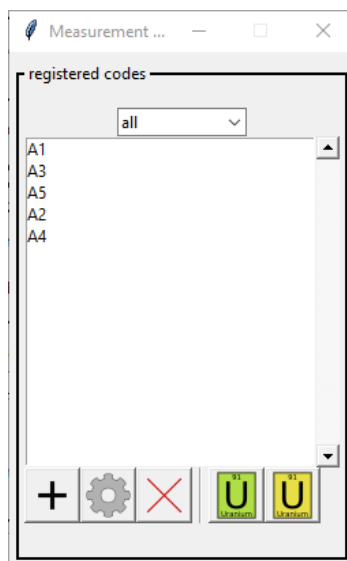 Measurement ...
registered codes
all
A1
A3
A5
A2
A4
91 91
U U
Uranium Uranium